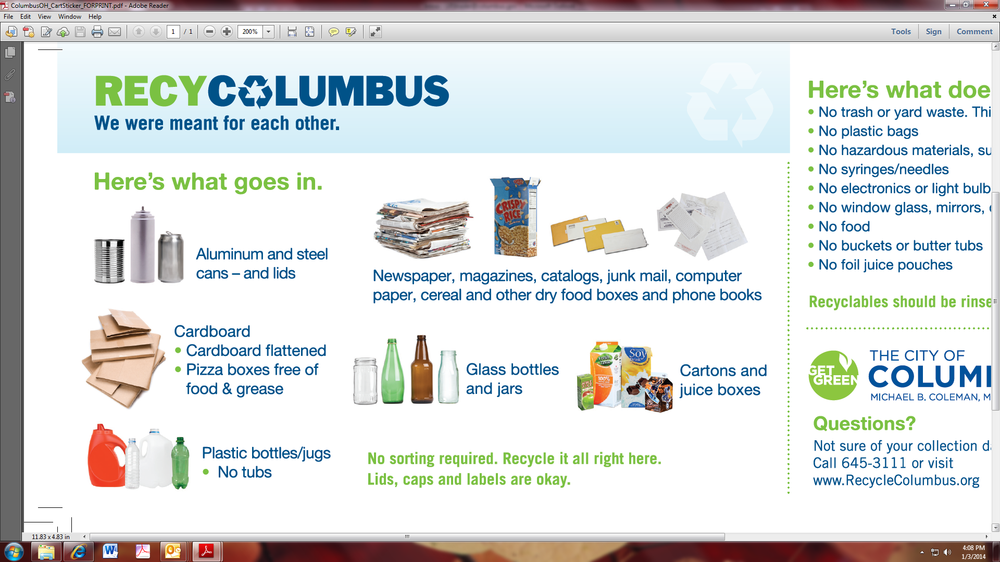 ColumbusOH_CartSticker_FORPRINT.pdf - Adobe Reader
File Edit View Window Help
1 / 1 200% Tools Sign Comment
RECYCOLUMBUS
We were meant for each other.
Here's what goes in.
Aluminum and steel
cans – and lids
CRISPY
RICE
Newspaper, magazines, catalogs, junk mail, computer
paper, cereal and other dry food boxes and phone books
Cardboard
• Cardboard flattened
• Pizza boxes free of
food & grease
Glass bottles
and jars
Fresh
Taste
100%
APPLE
JUICE
Soy
Drink
Cartons and
juice boxes
Plastic bottles/jugs
• No tubs
No sorting required. Recycle it all right here.
Lids, caps and labels are okay.
Here's what doe
• No trash or yard waste. Thi
• No plastic bags
• No hazardous materials, su
• No syringes/needles
• No electronics or light bulb
• No window glass, mirrors,
• No food
• No buckets or butter tubs
• No foil juice pouches
Recyclables should be rinse
GET
GREEN
THE CITY OF
COLUM
MICHAEL B. COLEMAN, M
Questions?
Not sure of your collection d
Call 645-3111 or visit
www.RecycleColumbus.org
11.83 x 4.83 in
4:08 PM
1/3/2014